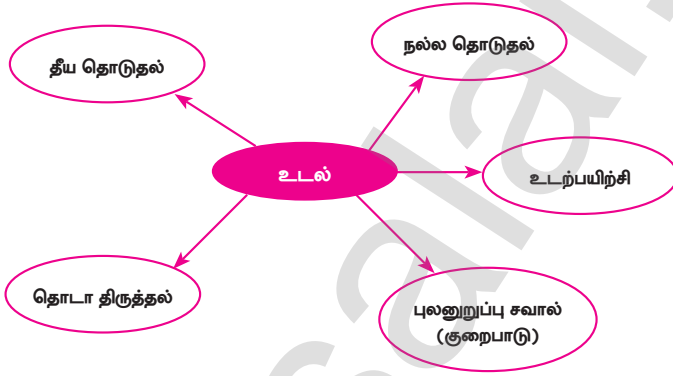 நல்ல தொடுதல்
தீய தொடுதல்
உடல்
உடற்பயிற்சி
தொடா திருத்தல்
புலனுறுப்பு சவால்
(குறைபாடு)